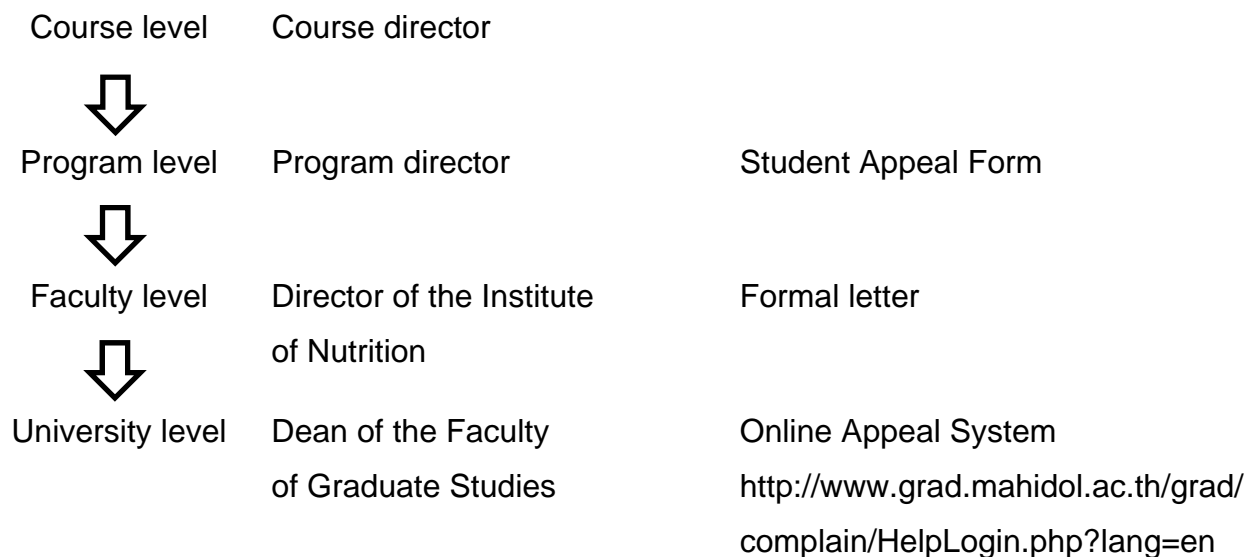 Course level Course director
Program level Program director Student Appeal Form
Faculty level Director of the Institute Formal letter
of Nutrition
University level Dean of the Faculty Online Appeal System
of Graduate Studies http://www.grad.mahidol.ac.th/grad/
complain/HelpLogin.php?lang=en